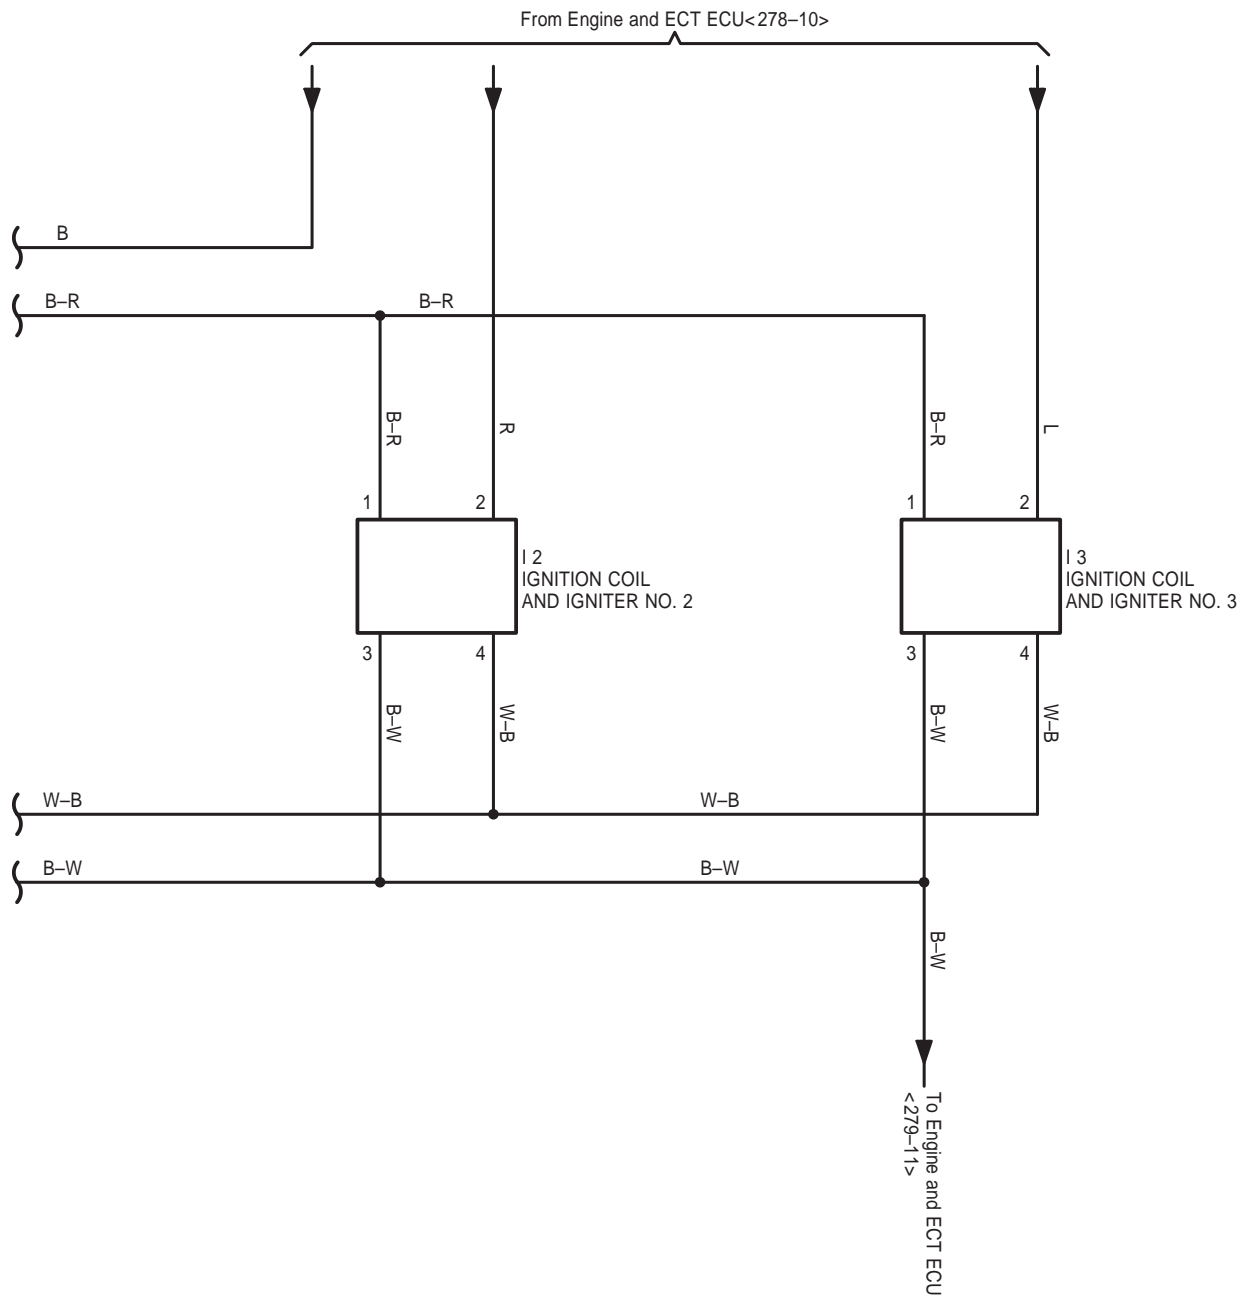 From Engine and ECT ECU<278–10>
B
B–R
B–R
B–R
R
B–R
L
1
2
1
2
I 2
IGNITION COIL
AND IGNITER NO. 2
I 3
IGNITION COIL
AND IGNITER NO. 3
3
4
3
4
B–W
W–B
B–W
W–B
W–B
W–B
B–W
B–W
B–W
To Engine and ECT ECU
<279–11>